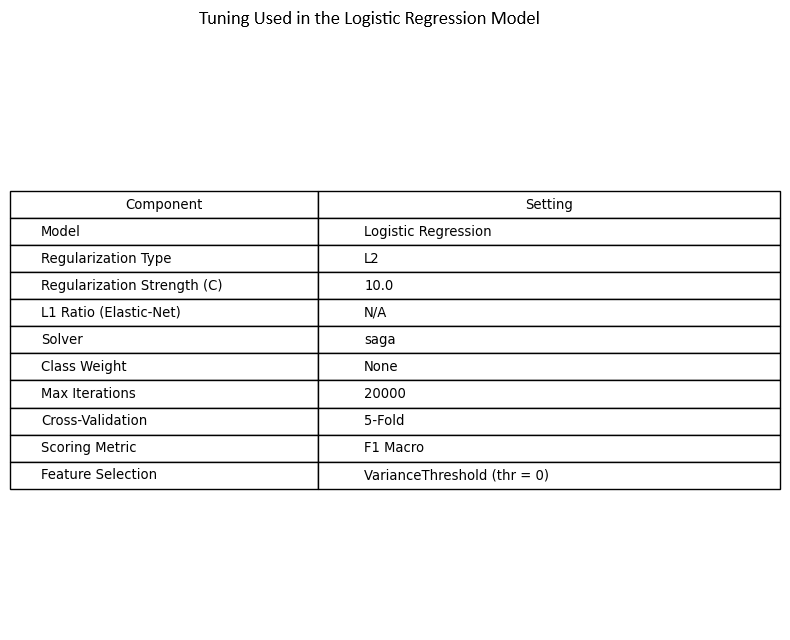 Tuning Used in the Logistic Regression Model
Component Setting
Model Logistic Regression
Regularization Type L2
Regularization Strength (C) 10.0
L1 Ratio (Elastic-Net) N/A
Solver saga
Class Weight None
Max Iterations 20000
Cross-Validation 5-Fold
Scoring Metric F1 Macro
Feature Selection VarianceThreshold (thr = 0)